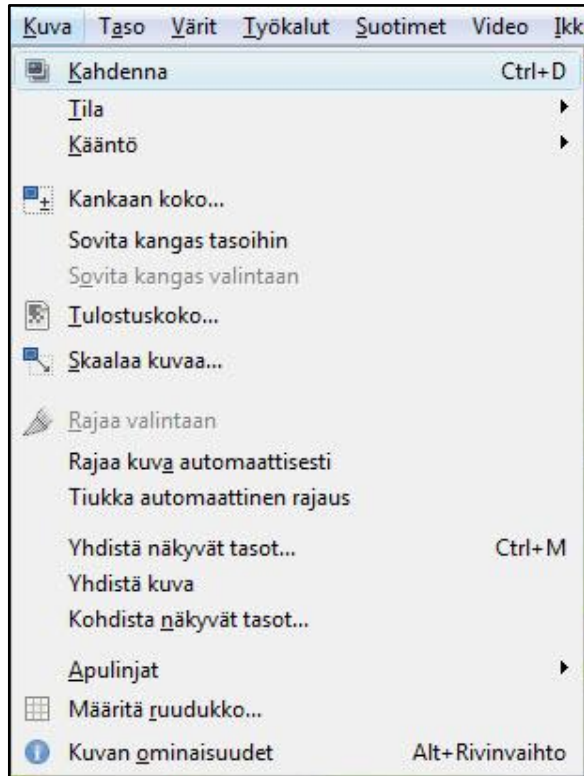 Kuva Taso Värit Työkalut Suotimet Video Ikk
Kahdenna Ctrl+D
Tila
Kääntö
Kankaan koko...
Sovita kangas tasoihin
Sovita kangas valintaan
Tulostuskoko...
Skaalaa kuvaa...
Rajaa valintaan
Rajaa kuva automaattisesti
Tiukka automaattinen rajaus
Yhdistä näkyvät tasot... Ctrl+M
Yhdistä kuva
Kohdista näkyvät tasot...
Apulinjat
Määritä ruudukko...
Kuvan ominaisuudet Alt+Rivinvaihto